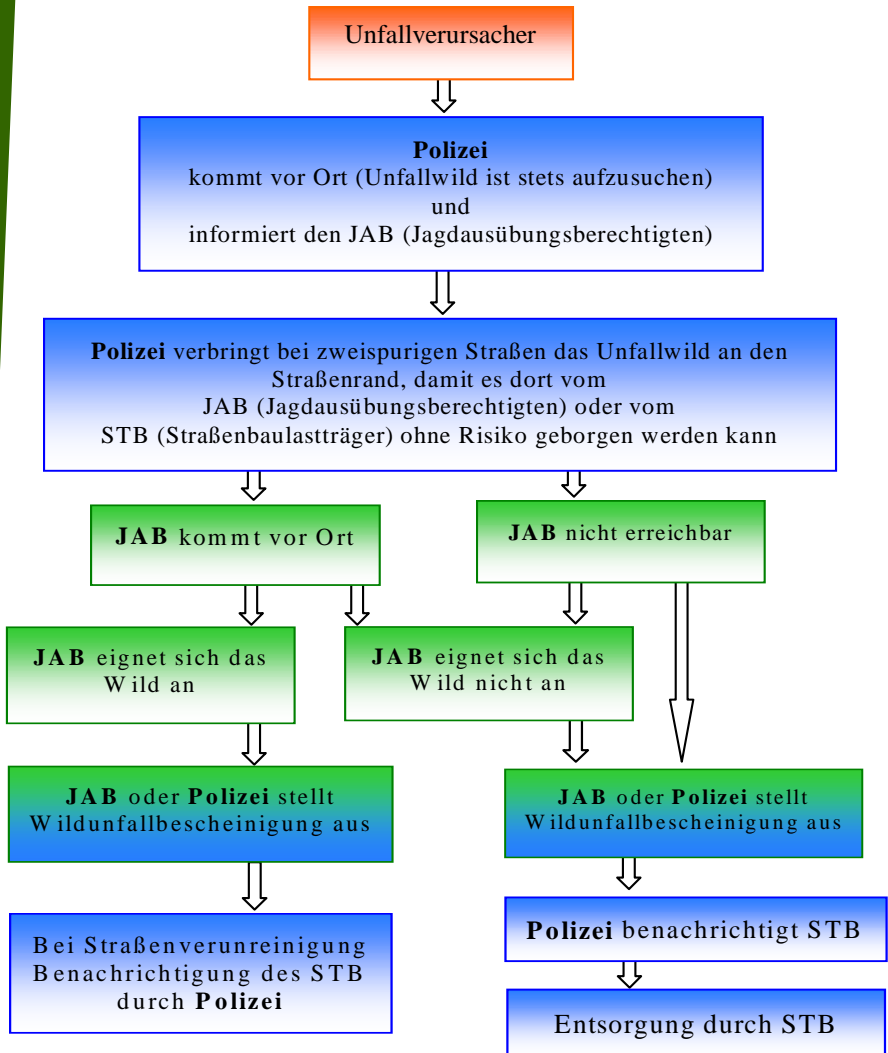 Unfallverursacher
Polizei
kommt vor Ort (Unfallwild ist stets aufzusuchen)
und
informiert den JAB (Jagdausübungsberechtigten)
Polizei verbringt bei zweispurigen Straßen das Unfallwild an den
Straßenrand, damit es dort vom
JAB (Jagdausübungsberechtigten) oder vom
STB (Straßenbaulastträger) ohne Risiko geborgen werden kann
JAB kommt vor Ort
JAB nicht erreichbar
JAB eignet sich das
Wild an
JAB eignet sich das
Wild nicht an
JAB oder Polizei stellt
Wildunfallbescheinigung aus
JAB oder Polizei stellt
Wildunfallbescheinigung aus
Bei Straßenverunreinigung
Benachrichtigung des STB
durch Polizei
Polizei benachrichtigt STB
Entsorgung durch STB